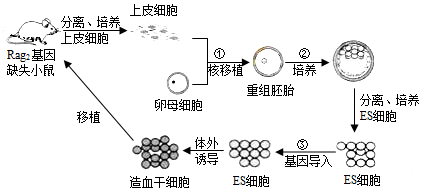 分离、培养
上皮细胞
上皮细胞
Rag₂基因
缺失小鼠
卵母细胞
①
核移植
重组胚胎
②
培养
分离、培养
ES细胞
ES细胞
③
基因导入
ES细胞
体外
诱导
造血干细胞
移植